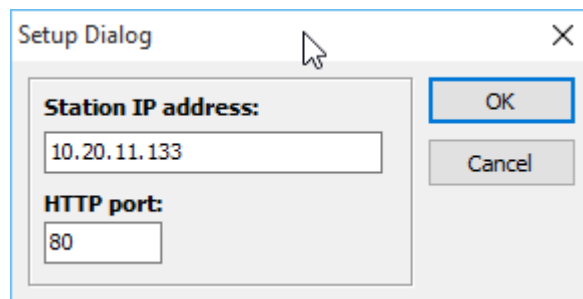 Setup Dialog
Station IP address:
10.20.11.133
HTTP port:
80
OK
Cancel